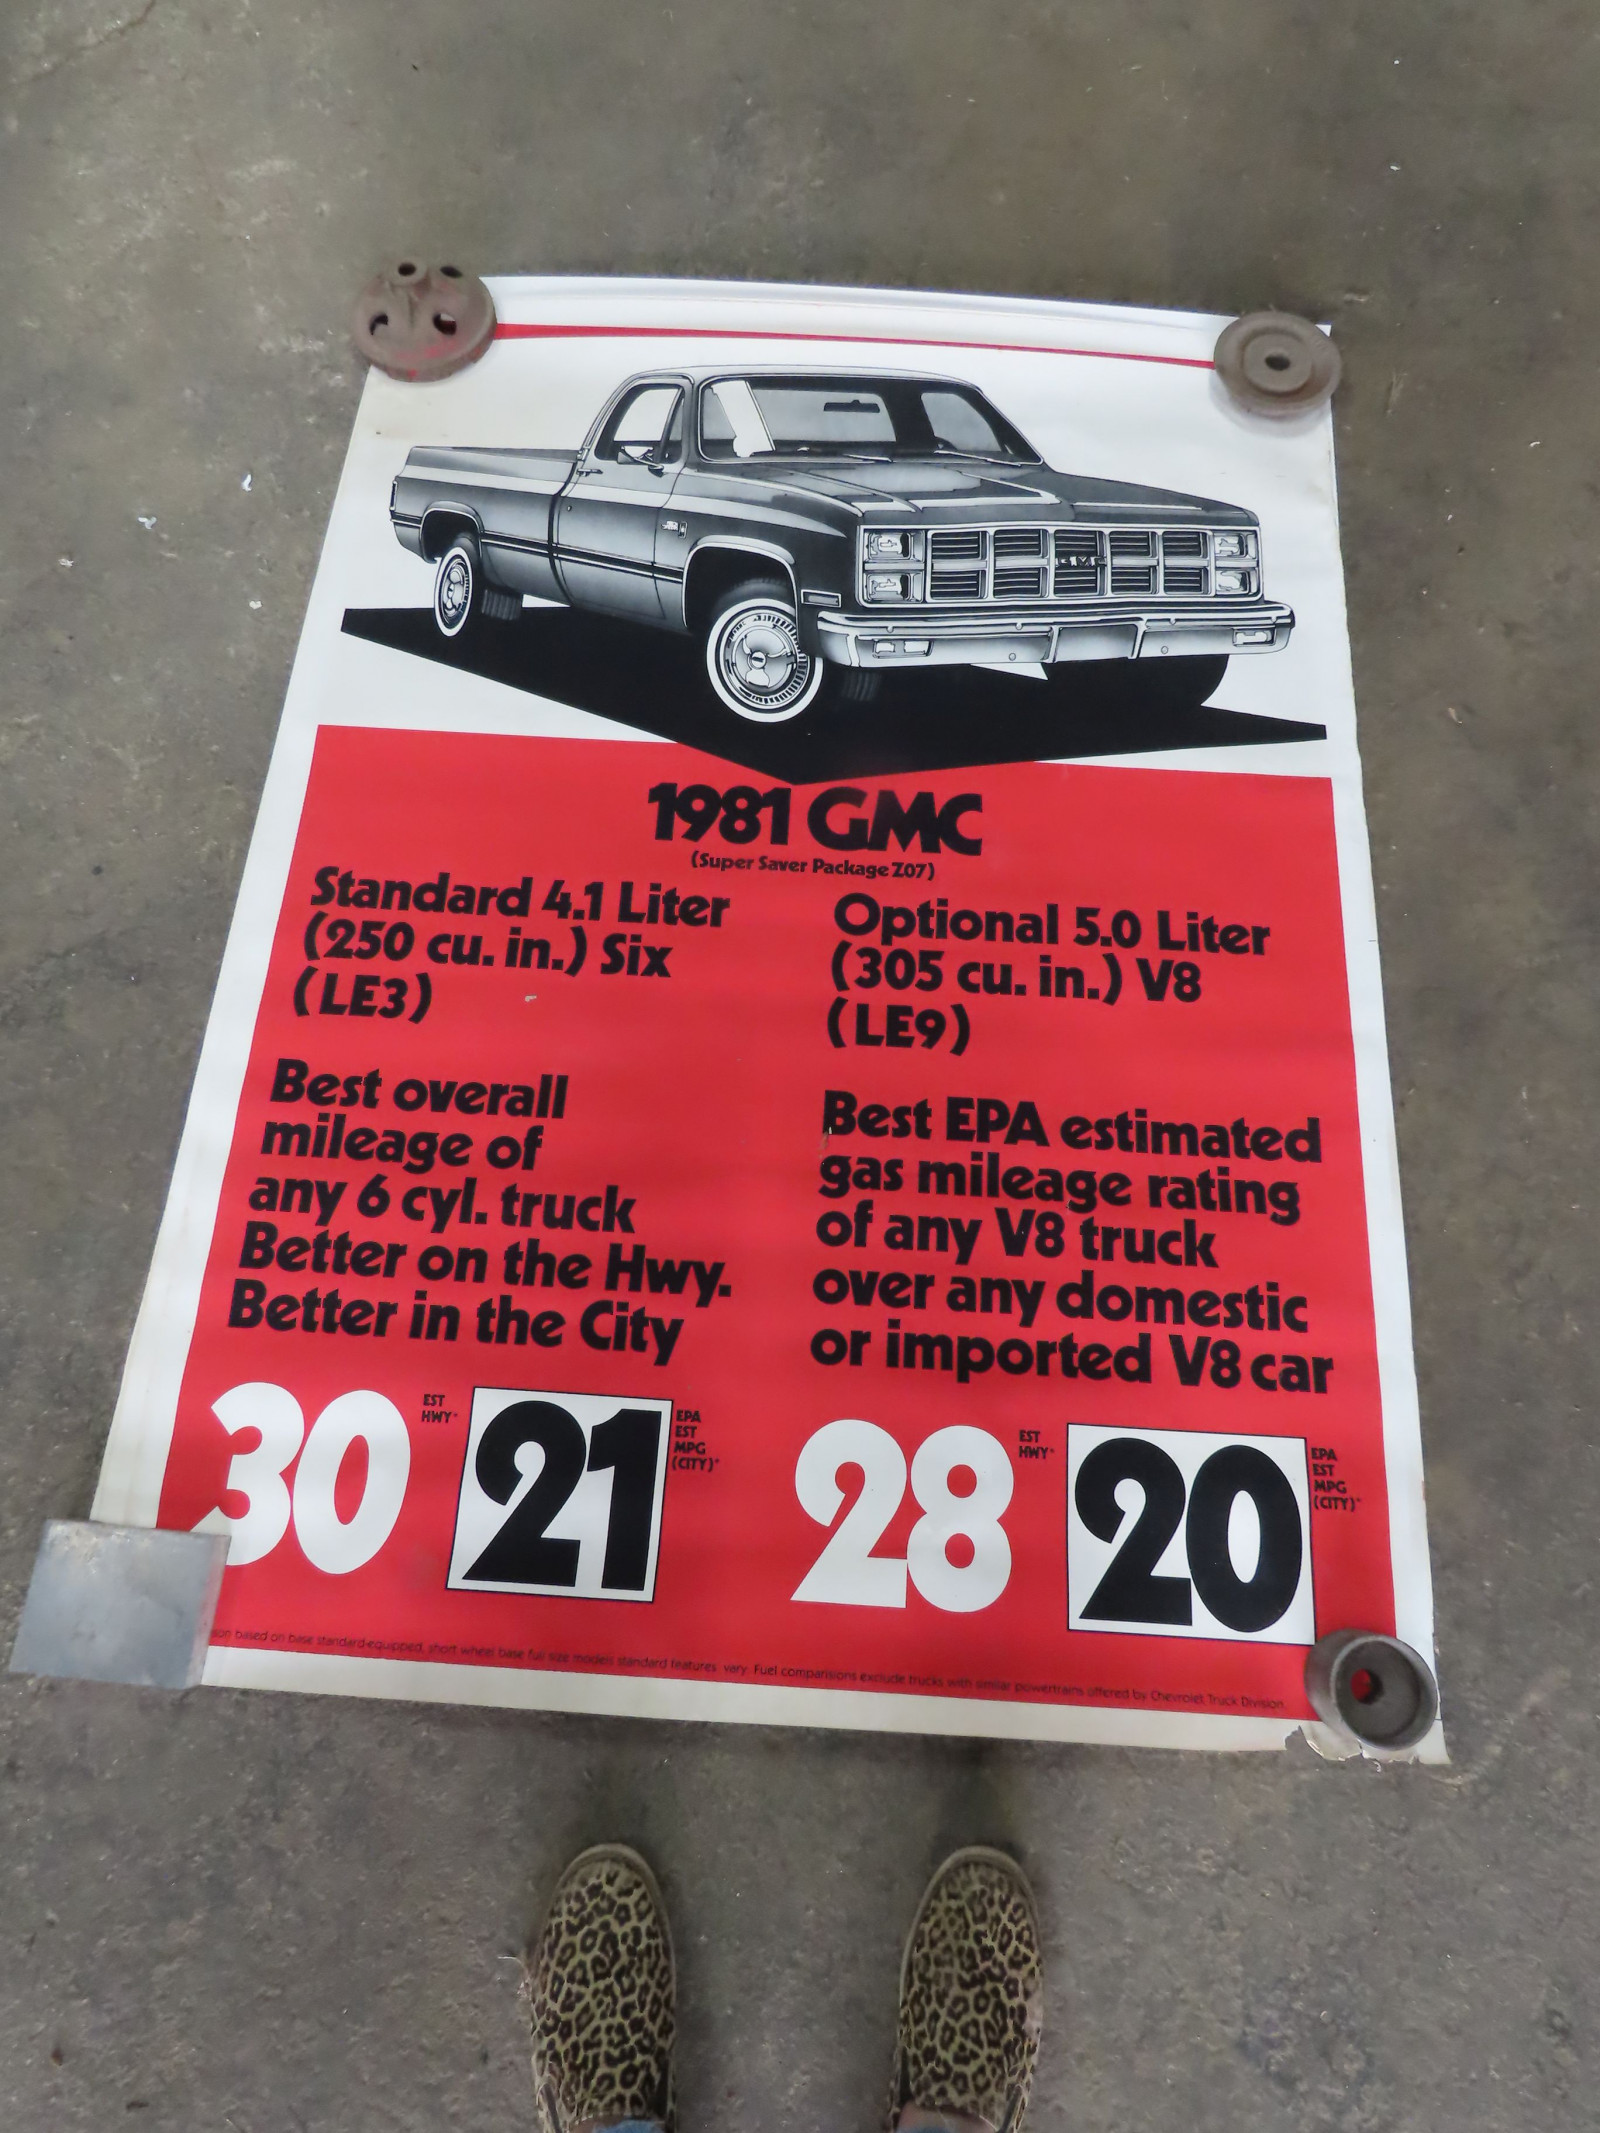 GMC
1981 GMC
(Super Saver Package Z07)
Standard 4.1 Liter
(250 cu. in.) Six
(LE3)
Best overall
mileage of
any 6 cyl. truck
Better on the Hwy.
Better in the City
30 EST
HWY*
21 EPA
EST
MPG
(CITY)*
Optional 5.0 Liter
(305 cu. in.) V8
(LE9)
Best EPA estimated
gas mileage rating
of any V8 truck
over any domestic
or imported V8 car
28 EST
HWY*
20 EPA
EST
MPG
(CITY)*
based on base standard-equipped, short wheel base full size models standard features vary. Fuel comparisions exclude trucks with similar powertrains offered by Chevrolet Truck Division.